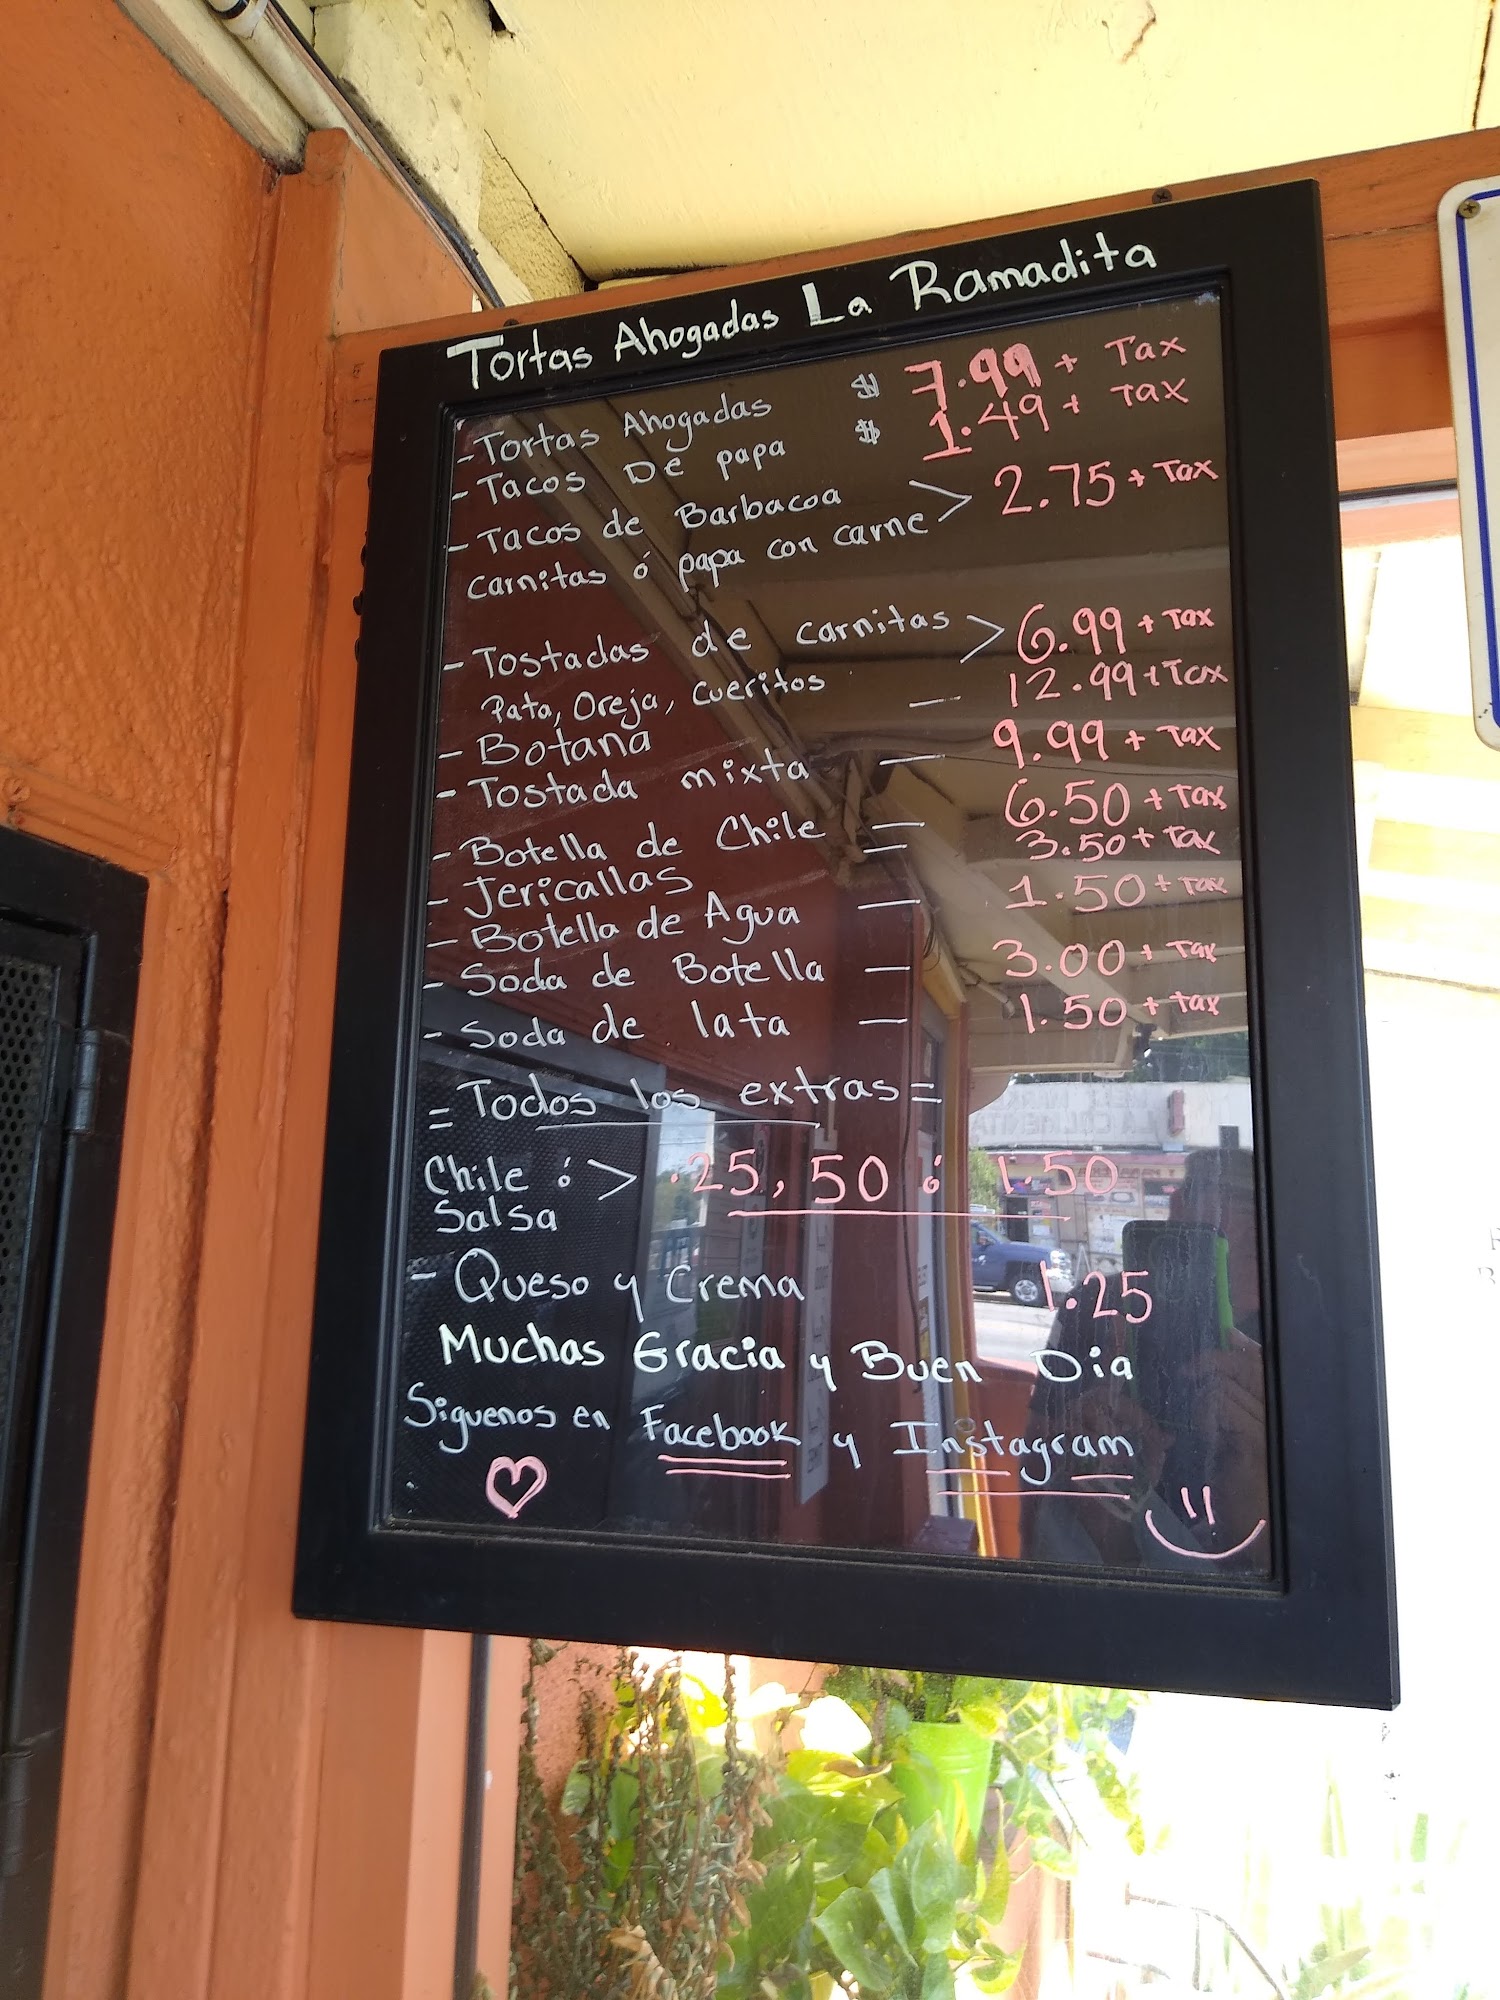 Tortas Ahogadas La Ramadita
- Tortas Ahogadas $ 7.99 + Tax
- Tacos De papa $ 1.49 + Tax
- Tacos de Barbacoa > 2.75 + Tax
Carnitas ó papa con carne
- Tostadas de carnitas > 6.99 + Tax
Pata, Oreja, Cueritos
- Botana — 12.99 + Tax
- Tostada mixta — 9.99 + Tax
- Botella de Chile — 6.50 + Tax
- Jericallas — 3.50 + Tax
- Botella de Agua — 1.50 + Tax
- Soda de Botella — 3.00 + Tax
- Soda de lata — 1.50 + tax
= Todos los extras =
Chile ó > .25, 50 ó 1.50
Salsa
- Queso y Crema 1.25
Muchas Gracia y Buen Dia
Siguenos en Facebook y Instagram